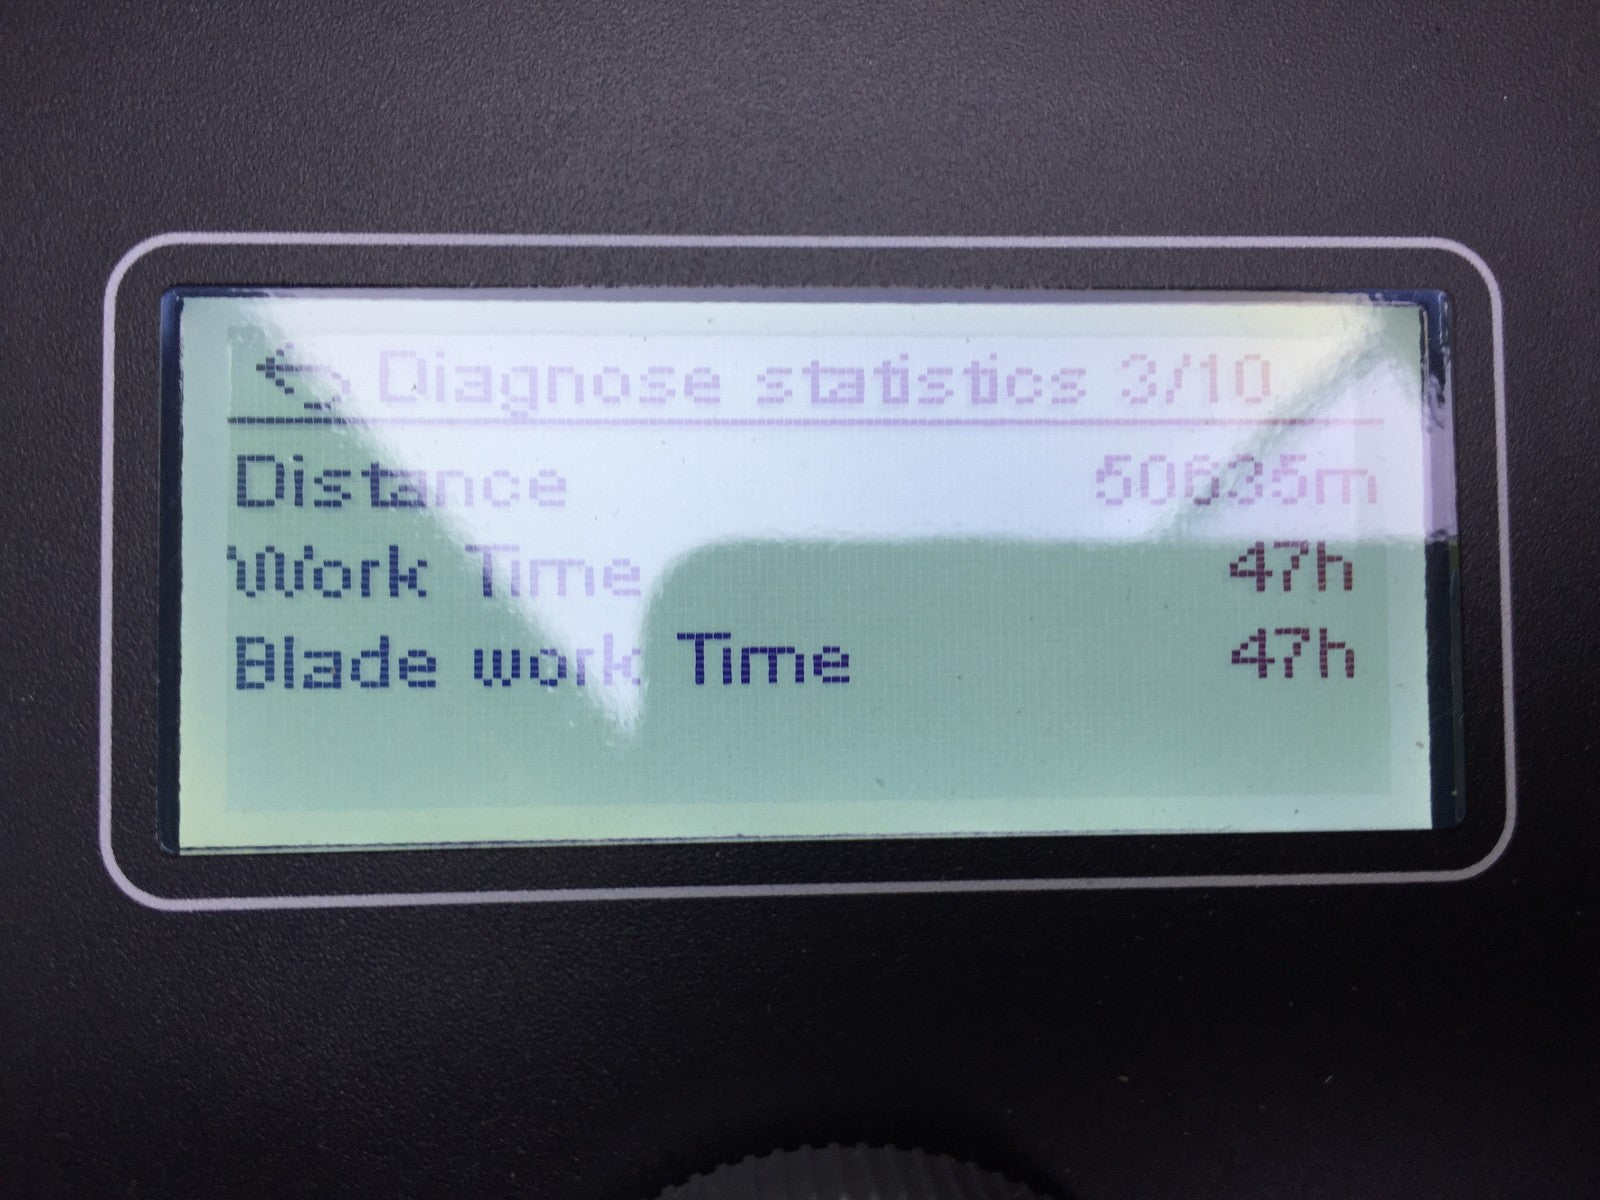 Diagnose statistics 3/10
Distance 50635m
Work Time 47h
Blade work Time 47h